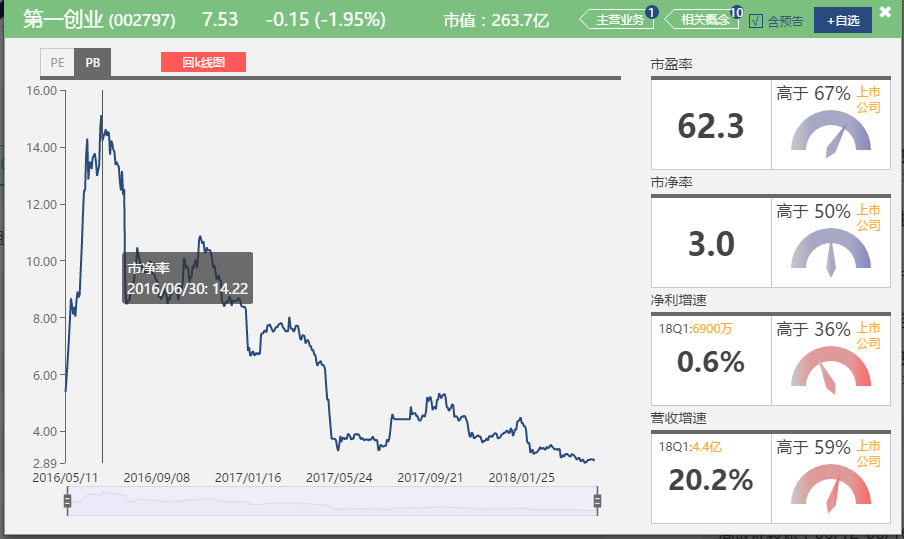 第一创业 (002797) 7.53 -0.15 (-1.95%) 市值：263.7亿 主营业务 1 相关概念 10 含预告 +自选
PE PB 回k线图
16.00
14.00
12.00
10.00
8.00
6.00
4.00
2.89
2016/05/11 2016/09/08 2017/01/16 2017/05/24 2017/09/21 2018/01/25
市净率
2016/06/30: 14.22
市盈率
62.3
高于 67% 上市
公司
市净率
3.0
高于 50% 上市
公司
净利增速
18Q1:6900万
0.6%
高于 36% 上市
公司
营收增速
18Q1:4.4亿
20.2%
高于 59% 上市
公司